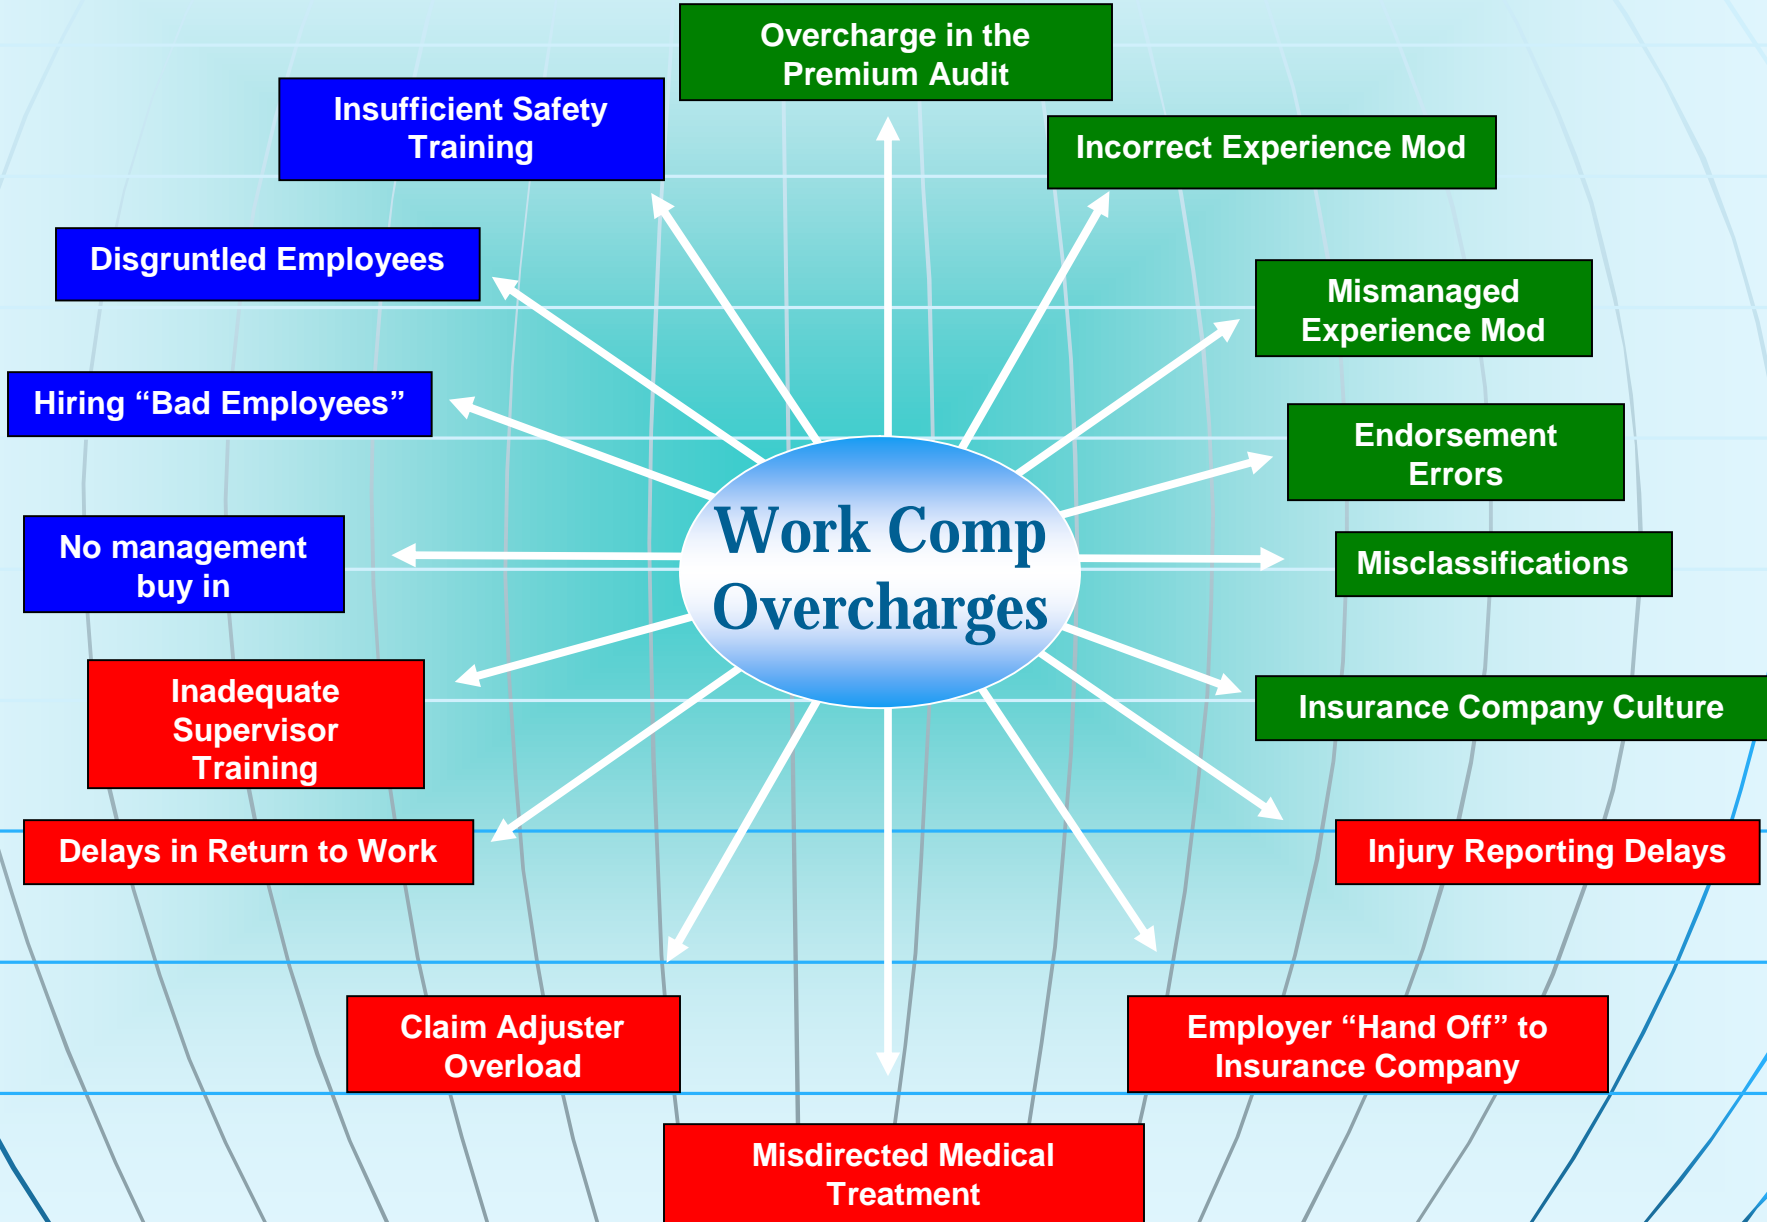 Overcharge in the
Premium Audit
Insufficient Safety
Training
Incorrect Experience Mod
Disgruntled Employees
Mismanaged
Experience Mod
Hiring “Bad Employees”
Endorsement
Errors
No management
buy in
Work Comp
Overcharges
Misclassifications
Inadequate
Supervisor
Training
Insurance Company Culture
Delays in Return to Work
Injury Reporting Delays
Claim Adjuster
Overload
Employer “Hand Off” to
Insurance Company
Misdirected Medical
Treatment